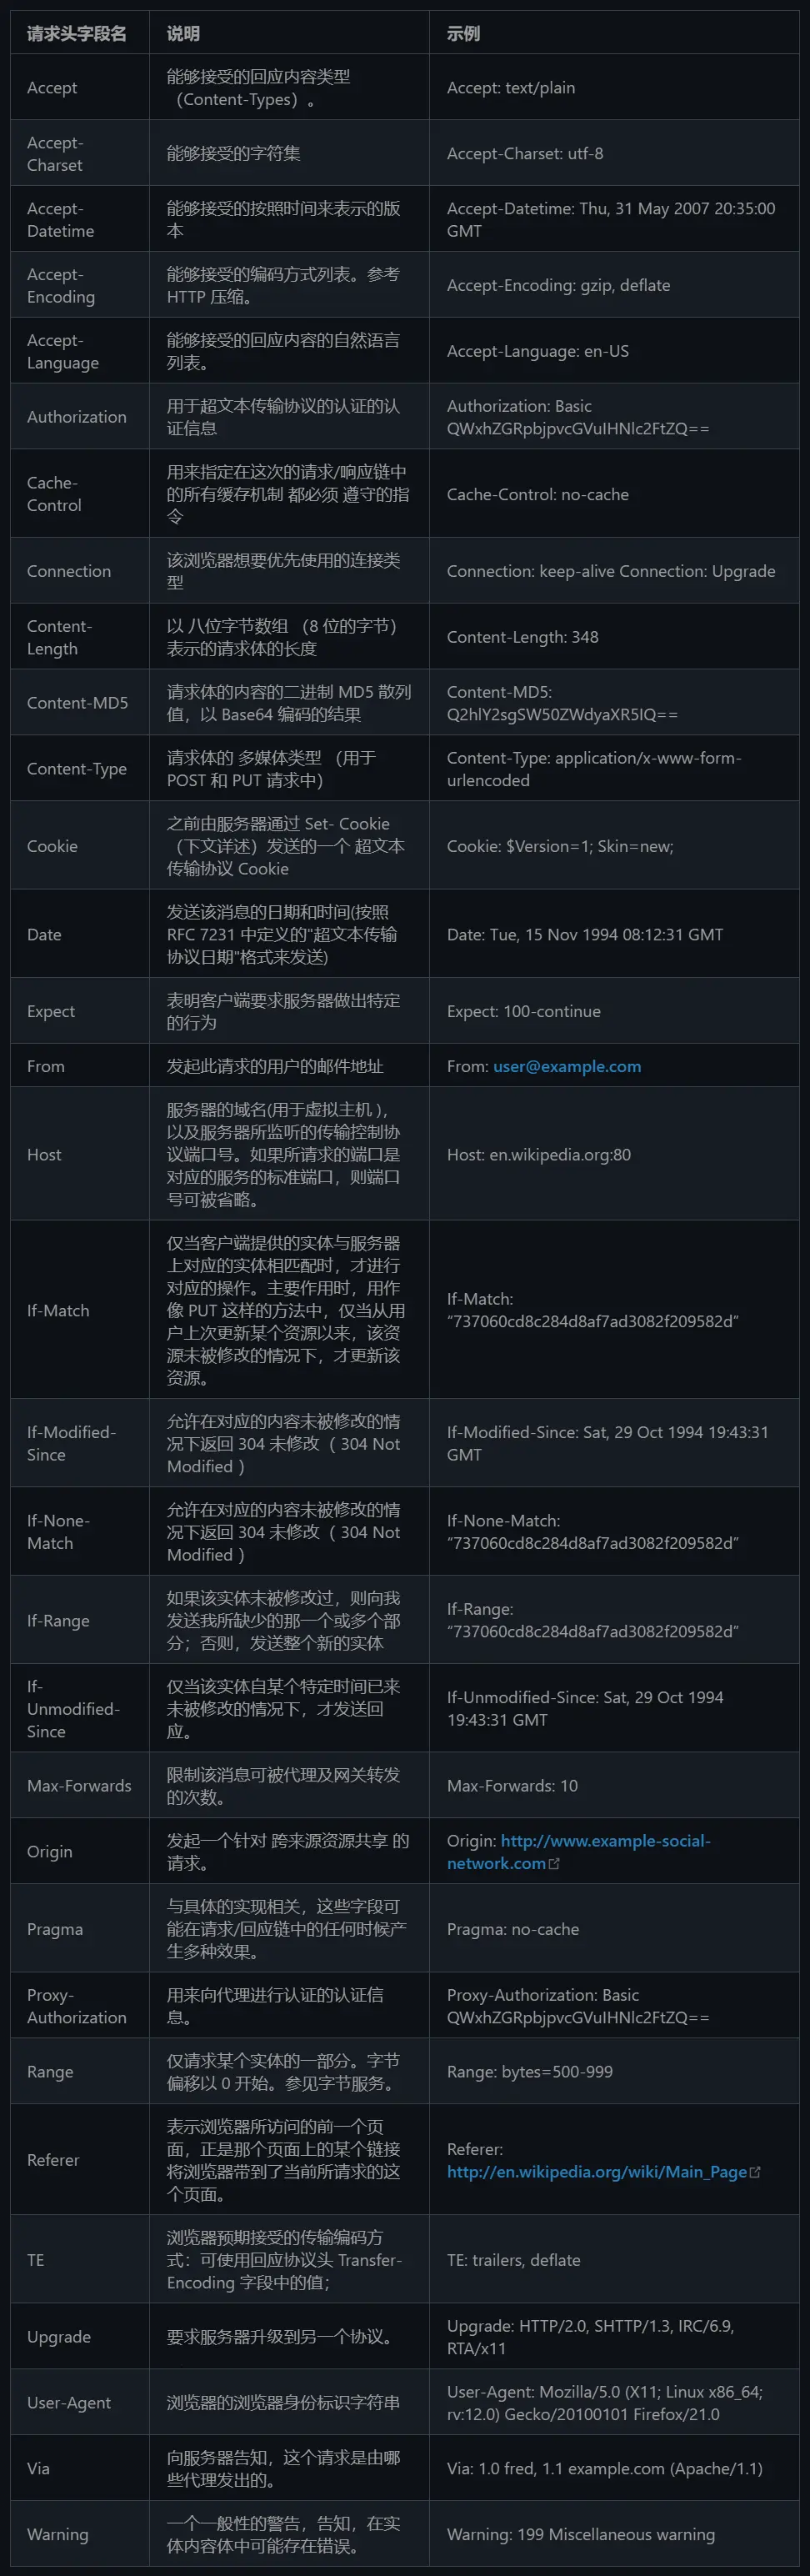 请求头字段名 说明 示例
Accept
能够接受的回应内容类型
（Content-Types）。
Accept: text/plain
Accept-
Charset
能够接受的字符集
Accept-Charset: utf-8
Accept-
Datetime
能够接受的按照时间来表示的版
本
Accept-Datetime: Thu, 31 May 2007 20:35:00
GMT
Accept-
Encoding
能够接受的编码方式列表。参考
HTTP 压缩。
Accept-Encoding: gzip, deflate
Accept-
Language
能够接受的回应内容的自然语言
列表。
Accept-Language: en-US
Authorization
用于超文本传输协议的认证的认
证信息
Authorization: Basic
QWxhZGRpbjpvcGVuIHNlc2FtZQ==
Cache-
Control
用来指定在这次的请求/响应链中
的所有缓存机制 都必须 遵守的指
令
Cache-Control: no-cache
Connection
该浏览器想要优先使用的连接类
型
Connection: keep-alive Connection: Upgrade
Content-
Length
以 八位字节数组 （8 位的字节）
表示的请求体的长度
Content-Length: 348
Content-MD5
请求体的内容的二进制 MD5 散列
值，以 Base64 编码的结果
Content-MD5:
Q2hlY2sgSW50ZWdyaXR5IQ==
Content-Type
请求体的 多媒体类型 （用于
POST 和 PUT 请求中）
Content-Type: application/x-www-form-
urlencoded
Cookie
之前由服务器通过 Set- Cookie
（下文详述）发送的一个 超文本
传输协议 Cookie
Cookie: $Version=1; Skin=new;
Date
发送该消息的日期和时间(按照
RFC 7231 中定义的"超文本传输
协议日期"格式来发送)
Date: Tue, 15 Nov 1994 08:12:31 GMT
Expect
表明客户端要求服务器做出特定
的行为
Expect: 100-continue
From
发起此请求的用户的邮件地址
From: user@example.com
Host
服务器的域名(用于虚拟主机 )，
以及服务器所监听的传输控制协
议端口号。如果所请求的端口是
对应的服务的标准端口，则端口
号可被省略。
Host: en.wikipedia.org:80
If-Match
仅当客户端提供的实体与服务器
上对应的实体相匹配时，才进行
对应的操作。主要作用时，用作
像 PUT 这样的方法中，仅当从用
户上次更新某个资源以来，该资
源未被修改的情况下，才更新该
资源。
If-Match:
“737060cd8c284d8af7ad3082f209582d”
If-Modified-
Since
允许在对应的内容未被修改的情
况下返回 304 未修改（ 304 Not
Modified ）
If-Modified-Since: Sat, 29 Oct 1994 19:43:31
GMT
If-None-
Match
允许在对应的内容未被修改的情
况下返回 304 未修改（ 304 Not
Modified ）
If-None-Match:
“737060cd8c284d8af7ad3082f209582d”
If-Range
如果该实体未被修改过，则向我
发送我所缺少的那一个或多个部
分；否则，发送整个新的实体
If-Range:
“737060cd8c284d8af7ad3082f209582d”
If-
Unmodified-
Since
仅当该实体自某个特定时间已来
未被修改的情况下，才发送回
应。
If-Unmodified-Since: Sat, 29 Oct 1994
19:43:31 GMT
Max-Forwards
限制该消息可被代理及网关转发
的次数。
Max-Forwards: 10
Origin
发起一个针对 跨来源资源共享 的
请求。
Origin: http://www.example-social-
network.com
Pragma
与具体的实现相关，这些字段可
能在请求/回应链中的任何时候产
生多种效果。
Pragma: no-cache
Proxy-
Authorization
用来向代理进行认证的认证信
息。
Proxy-Authorization: Basic
QWxhZGRpbjpvcGVuIHNlc2FtZQ==
Range
仅请求某个实体的一部分。字节
偏移以 0 开始。参见字节服务。
Range: bytes=500-999
Referer
表示浏览器所访问的前一个页
面，正是那个页面上的某个链接
将浏览器带到了当前所请求的这
个页面。
Referer:
http://en.wikipedia.org/wiki/Main_Page
TE
浏览器预期接受的传输编码方
式：可使用回应协议头 Transfer-
Encoding 字段中的值；
TE: trailers, deflate
Upgrade
要求服务器升级到另一个协议。
Upgrade: HTTP/2.0, SHTTP/1.3, IRC/6.9,
RTA/x11
User-Agent
浏览器的浏览器身份标识字符串
User-Agent: Mozilla/5.0 (X11; Linux x86_64;
rv:12.0) Gecko/20100101 Firefox/21.0
Via
向服务器告知，这个请求是由哪
些代理发出的。
Via: 1.0 fred, 1.1 example.com (Apache/1.1)
Warning
一个一般性的警告，告知，在实
体内容体中可能存在错误。
Warning: 199 Miscellaneous warning